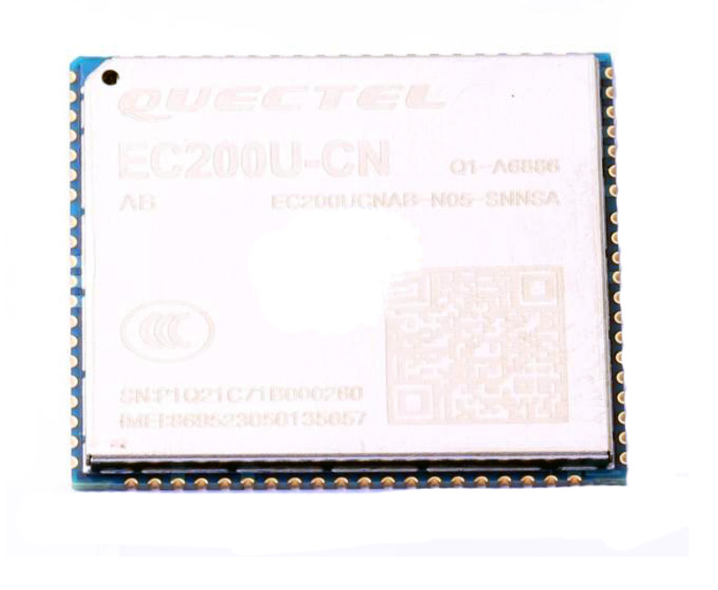 QUECTEL
EC200U-CN Q1-A6886
AB EC200UCNAB-N05-SNNSA
SN:P1Q21C71B000280
IMEI:869523050135057